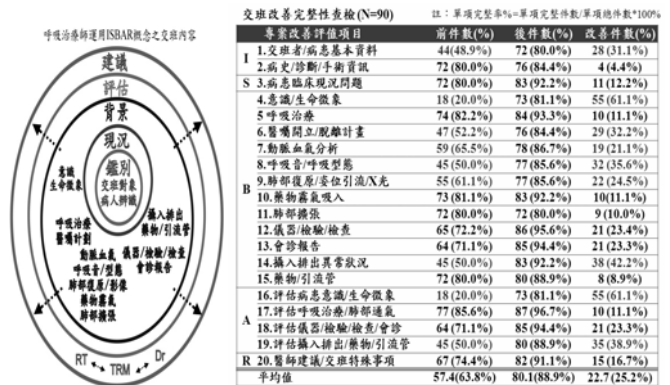 呼吸治療師運用ISBAR概念之交班內容
建議
評估
背景
現況
鑑別
交班對象
病人辨識
意識
生命徵象
呼吸治療
醫囑計劃
動脈血氣
呼吸音/型態
肺部復原/影像
藥物霧氣
肺部擴張
攝入排出
藥物/引流管
儀器/檢驗/檢查
會診報告
RT
TRM
Dr
交班改善完整性查檢(N=90) 註：單項完整率%=單項完整件數/單項總件數*100%
專案改善評值項目 前件數(%) 後件數(%) 改善件數(%)
I 1.交班者/病患基本資料 44(48.9%) 72 (80.0%) 28 (31.1%)
2.病史/診斷/手術資訊 72 (80.0%) 76 (84.4%) 4 (4.4%)
S 3.病患臨床現況問題 72 (80.0%) 83 (92.2%) 11 (12.2%)
B 4.意識/生命徵象 18 (20.0%) 73 (81.1%) 55 (61.1%)
5呼吸治療 74 (82.2%) 84 (93.3%) 10 (11.1%)
6.醫囑開立/脫離計畫 47 (52.2%) 76 (84.4%) 29 (32.2%)
7.動脈血氣分析 59 (65.5%) 78 (86.7%) 19 (21.1%)
8.呼吸音/呼吸型態 45 (50.0%) 77 (85.6%) 32 (35.6%)
9.肺部復原/姿位引流/X光 55 (61.1%) 77 (85.6%) 22 (24.5%)
10.藥物霧氣吸入 73 (81.1%) 83 (92.2%) 10(11.1%)
11.肺部擴張 72 (80.0%) 72 (80.0%) 9 (10.0%)
12.儀器/檢驗/檢查 65 (72.2%) 86 (95.6%) 21 (23.4%)
13.會診報告 64 (71.1%) 85 (94.4%) 21 (23.3%)
14.攝入排出異常狀況 45 (50.0%) 83 (92.2%) 38 (42.2%)
15.藥物/引流管 72 (80.0%) 80 (88.9%) 8 (8.9%)
A 16.評估病患意識/生命徵象 18 (20.0%) 73 (81.1%) 55 (61.1%)
17.評估呼吸治療/肺部通氣 77 (85.6%) 87 (96.7%) 10 (11.1%)
18.評估儀器/檢驗/檢查/會診 64 (71.1%) 85 (94.4%) 21 (23.3%)
19.評估攝入排出/藥物/引流管 45 (50.0%) 80 (88.9%) 35 (38.9%)
R 20.醫師建議/交班特殊事項 67 (74.4%) 82 (91.1%) 15 (16.7%)
平均值 57.4(63.8%) 80.1(88.9%) 22.7(25.2%)